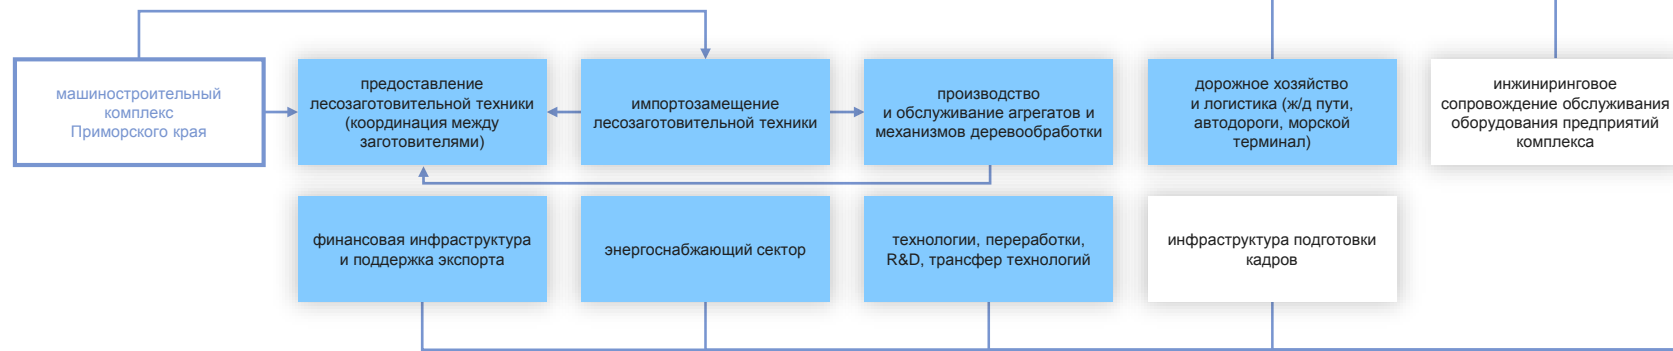 машиностроительный
комплекс
Приморского края
предоставление
лесозаготовительной техники
(координация между
заготовителями)
импортозамещение
лесозаготовительной техники
производство
и обслуживание агрегатов и
механизмов деревообработки
дорожное хозяйство
и логистика (ж/д пути,
автодороги, морской
терминал)
инжиниринговое
сопровождение обслуживания
оборудования предприятий
комплекса
финансовая инфраструктура
и поддержка экспорта
энергоснабжающий сектор
технологии, переработки,
R&D, трансфер технологий
инфраструктура подготовки
кадров